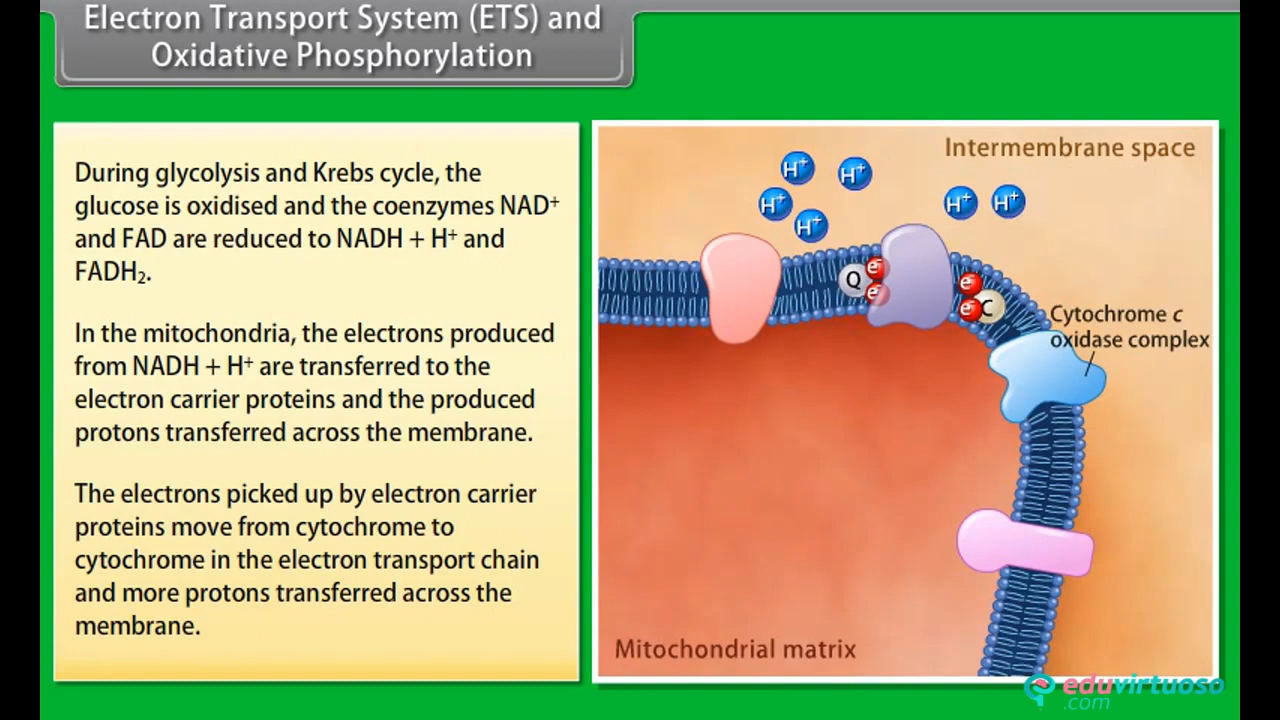 Electron Transport System (ETS) and
Oxidative Phosphorylation
During glycolysis and Krebs cycle, the
glucose is oxidised and the coenzymes NAD⁺
and FAD are reduced to NADH + H⁺ and
FADH₂.
In the mitochondria, the electrons produced
from NADH + H⁺ are transferred to the
electron carrier proteins and the produced
protons transferred across the membrane.
The electrons picked up by electron carrier
proteins move from cytochrome to
cytochrome in the electron transport chain
and more protons transferred across the
membrane.
Intermembrane space
H⁺
H⁺
H⁺
H⁺
H⁺
H⁺
Q
e⁻
e⁻
e⁻
e⁻
C
Cytochrome c
oxidase complex
Mitochondrial matrix
eduvirtuoso
.com